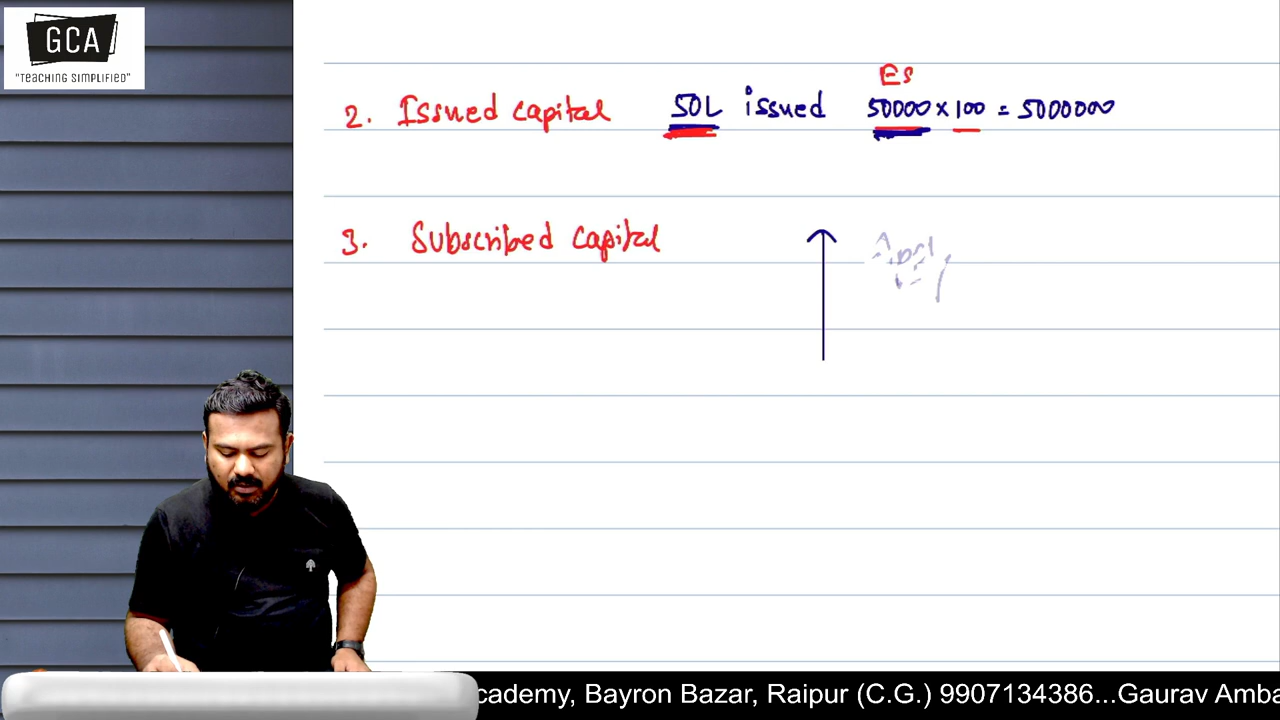 GCA
"TEACHING SIMPLIFIED"
ES
2. Issued capital 50L issued 50000 × 100 = 5000000
3. Subscribed capital
cademy, Bayron Bazar, Raipur (C.G.) 9907134386...Gaurav Amba